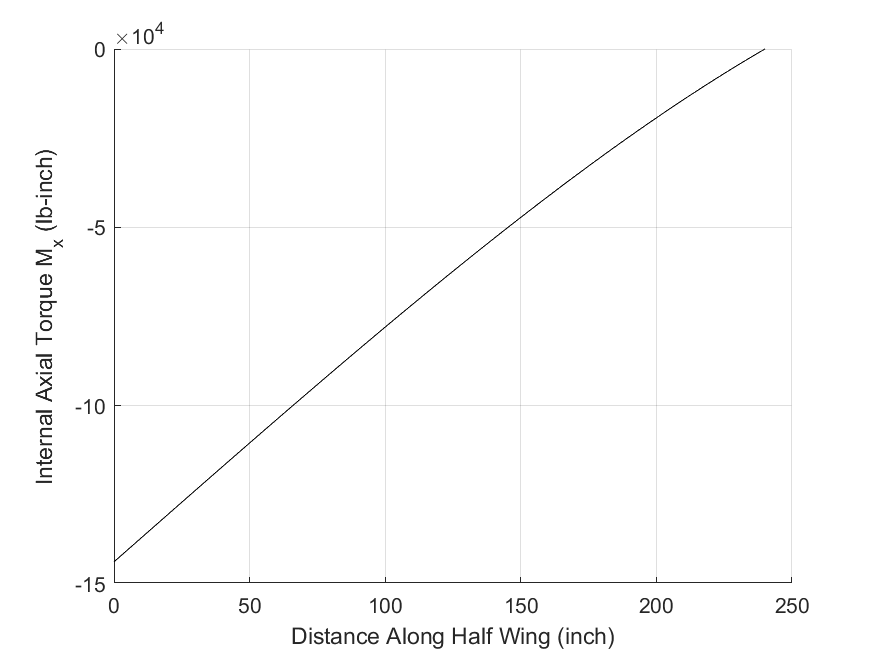 ×10⁴
0
-5
-10
-15
Internal Axial Torque Mₓ (lb-inch)
0 50 100 150 200 250
Distance Along Half Wing (inch)